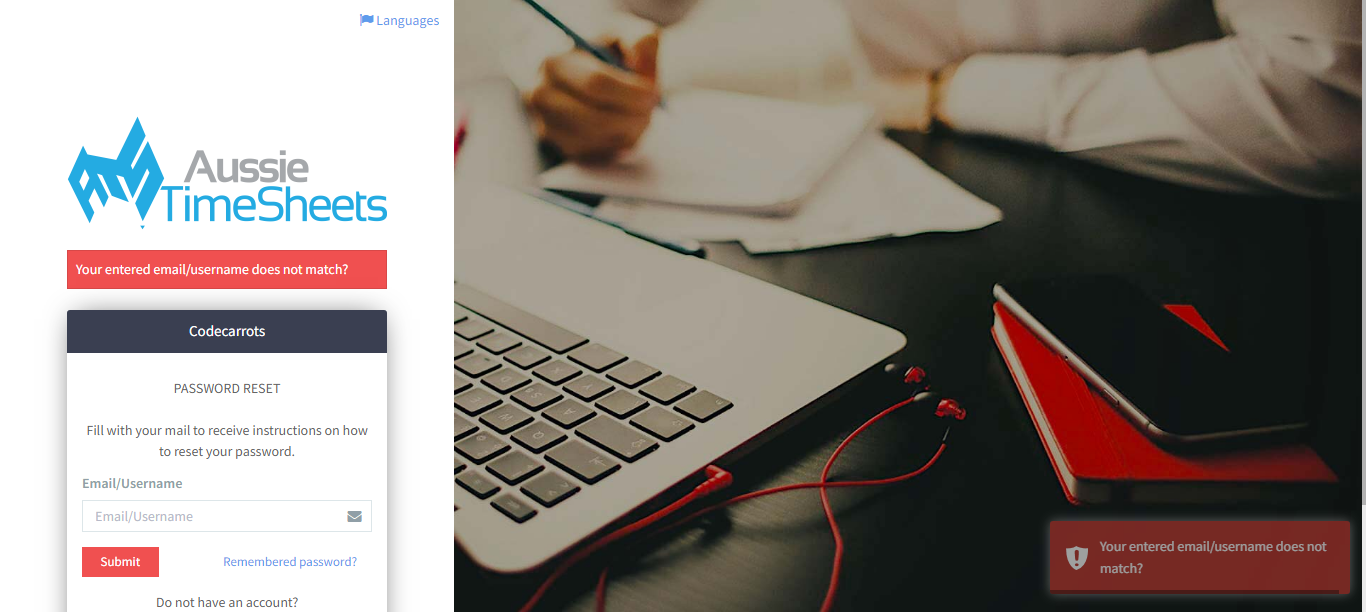 Languages
Aussie
TimeSheets
Your entered email/username does not match?
Codecarrots
PASSWORD RESET
Fill with your mail to receive instructions on how
to reset your password.
Email/Username
Email/Username
Submit
Remembered password?
Do not have an account?
Your entered email/username does not
match?